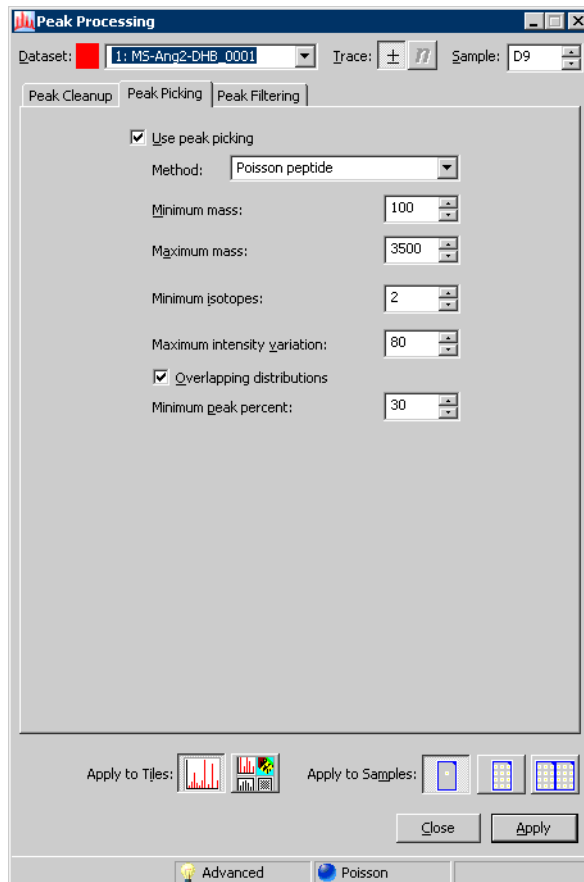 Peak Processing
Dataset: 1: MS-Ang2-DHB_0001 Trace: ± n Sample: D9
Peak Cleanup Peak Picking Peak Filtering
Use peak picking
Method: Poisson peptide
Minimum mass: 100
Maximum mass: 3500
Minimum isotopes: 2
Maximum intensity variation: 80
Overlapping distributions
Minimum peak percent: 30
Apply to Tiles: Apply to Samples:
Close Apply
Advanced Poisson